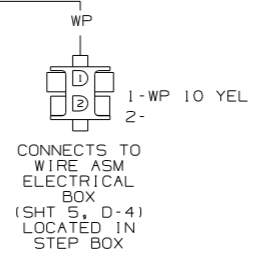 WP
1
2
1-WP 10 YEL
2-
CONNECTS TO
WIRE ASM
ELECTRICAL
BOX
(SHT 5, D-4)
LOCATED IN
STEP BOX